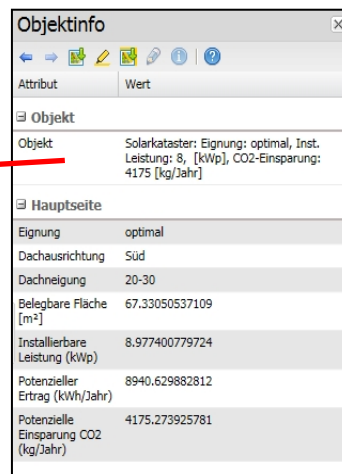 Objektinfo
Attribut Wert
Objekt
Objekt Solarkataster: Eignung: optimal, Inst.
Leistung: 8, [kWp], CO2-Einsparung:
4175 [kg/Jahr]
Hauptseite
Eignung optimal
Dachausrichtung Süd
Dachneigung 20-30
Belegbare Fläche 67.33050537109
[m²]
Installierbare 8.977400779724
Leistung (kWp)
Potenzieller 8940.629882812
Ertrag (kWh/Jahr)
Potenzielle 4175.273925781
Einsparung CO2
(kg/Jahr)